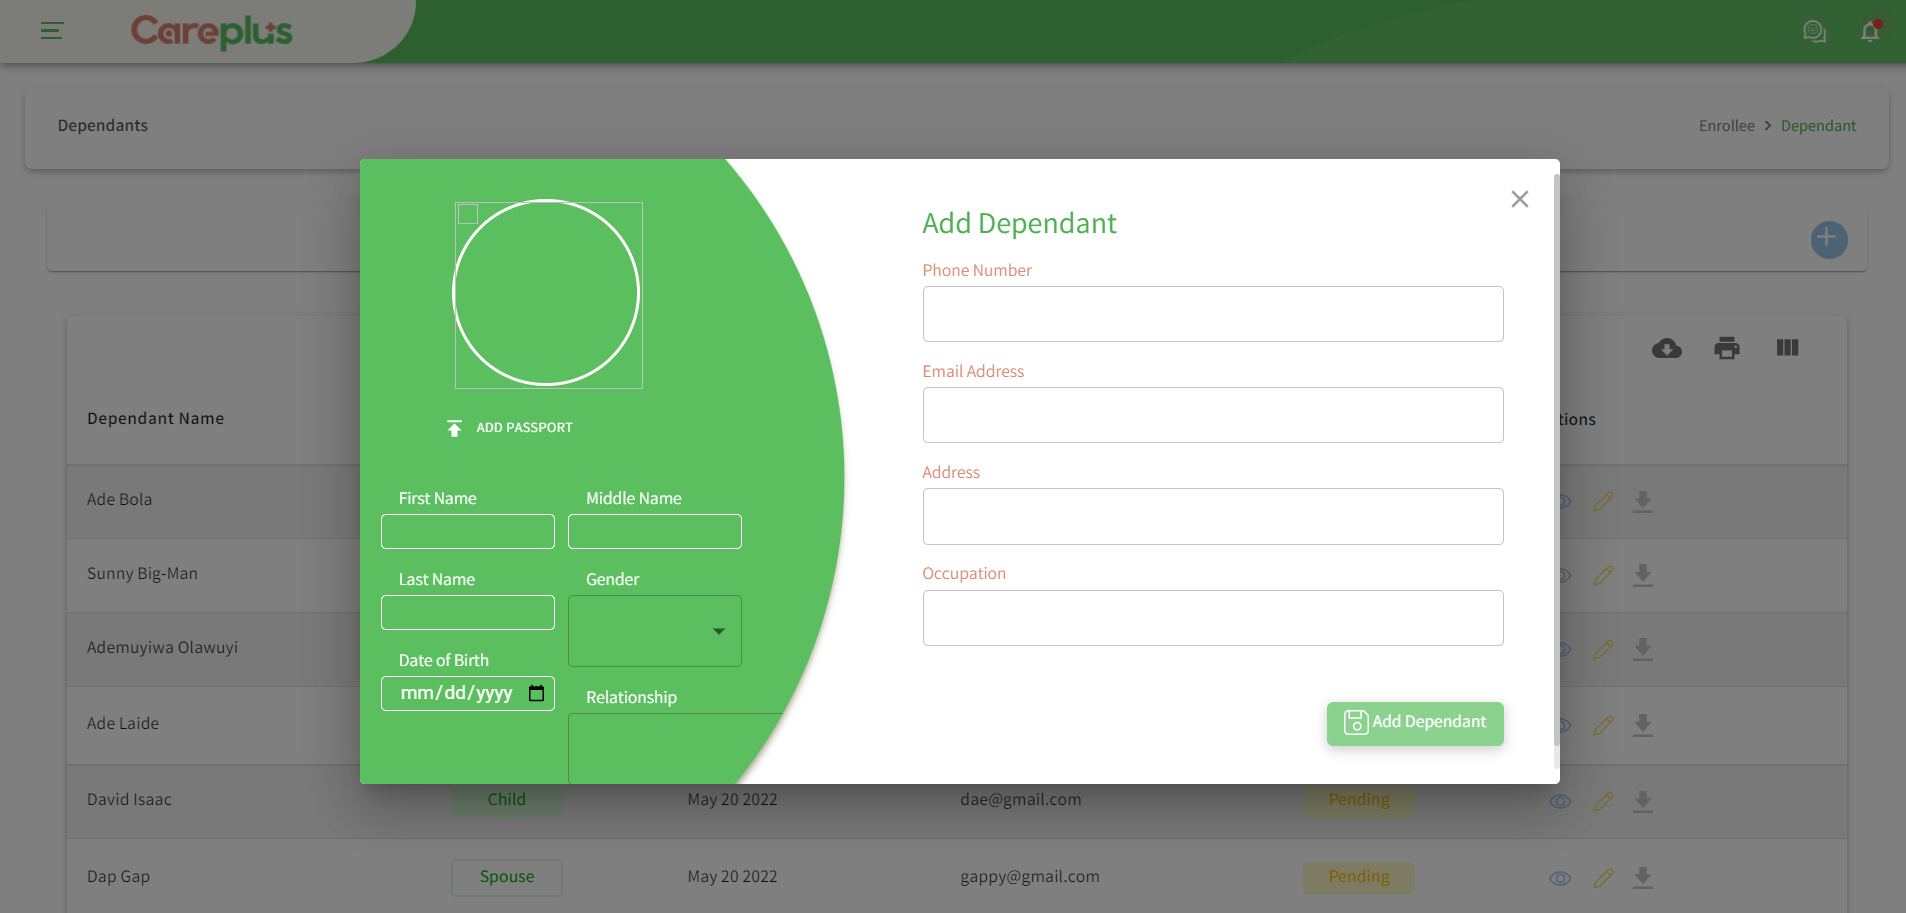 Careplus
Dependants
Enrollee > Dependant
Add Dependant
Phone Number
Email Address
Address
Occupation
Add Dependant
ADD PASSPORT
First Name
Middle Name
Last Name
Gender
Date of Birth
mm/dd/yyyy
Relationship
Dependant Name
tions
Ade Bola
Sunny Big-Man
Ademuyiwa Olawuyi
Ade Laide
David Isaac Child May 20 2022 dae@gmail.com Pending
Dap Gap Spouse May 20 2022 gappy@gmail.com Pending